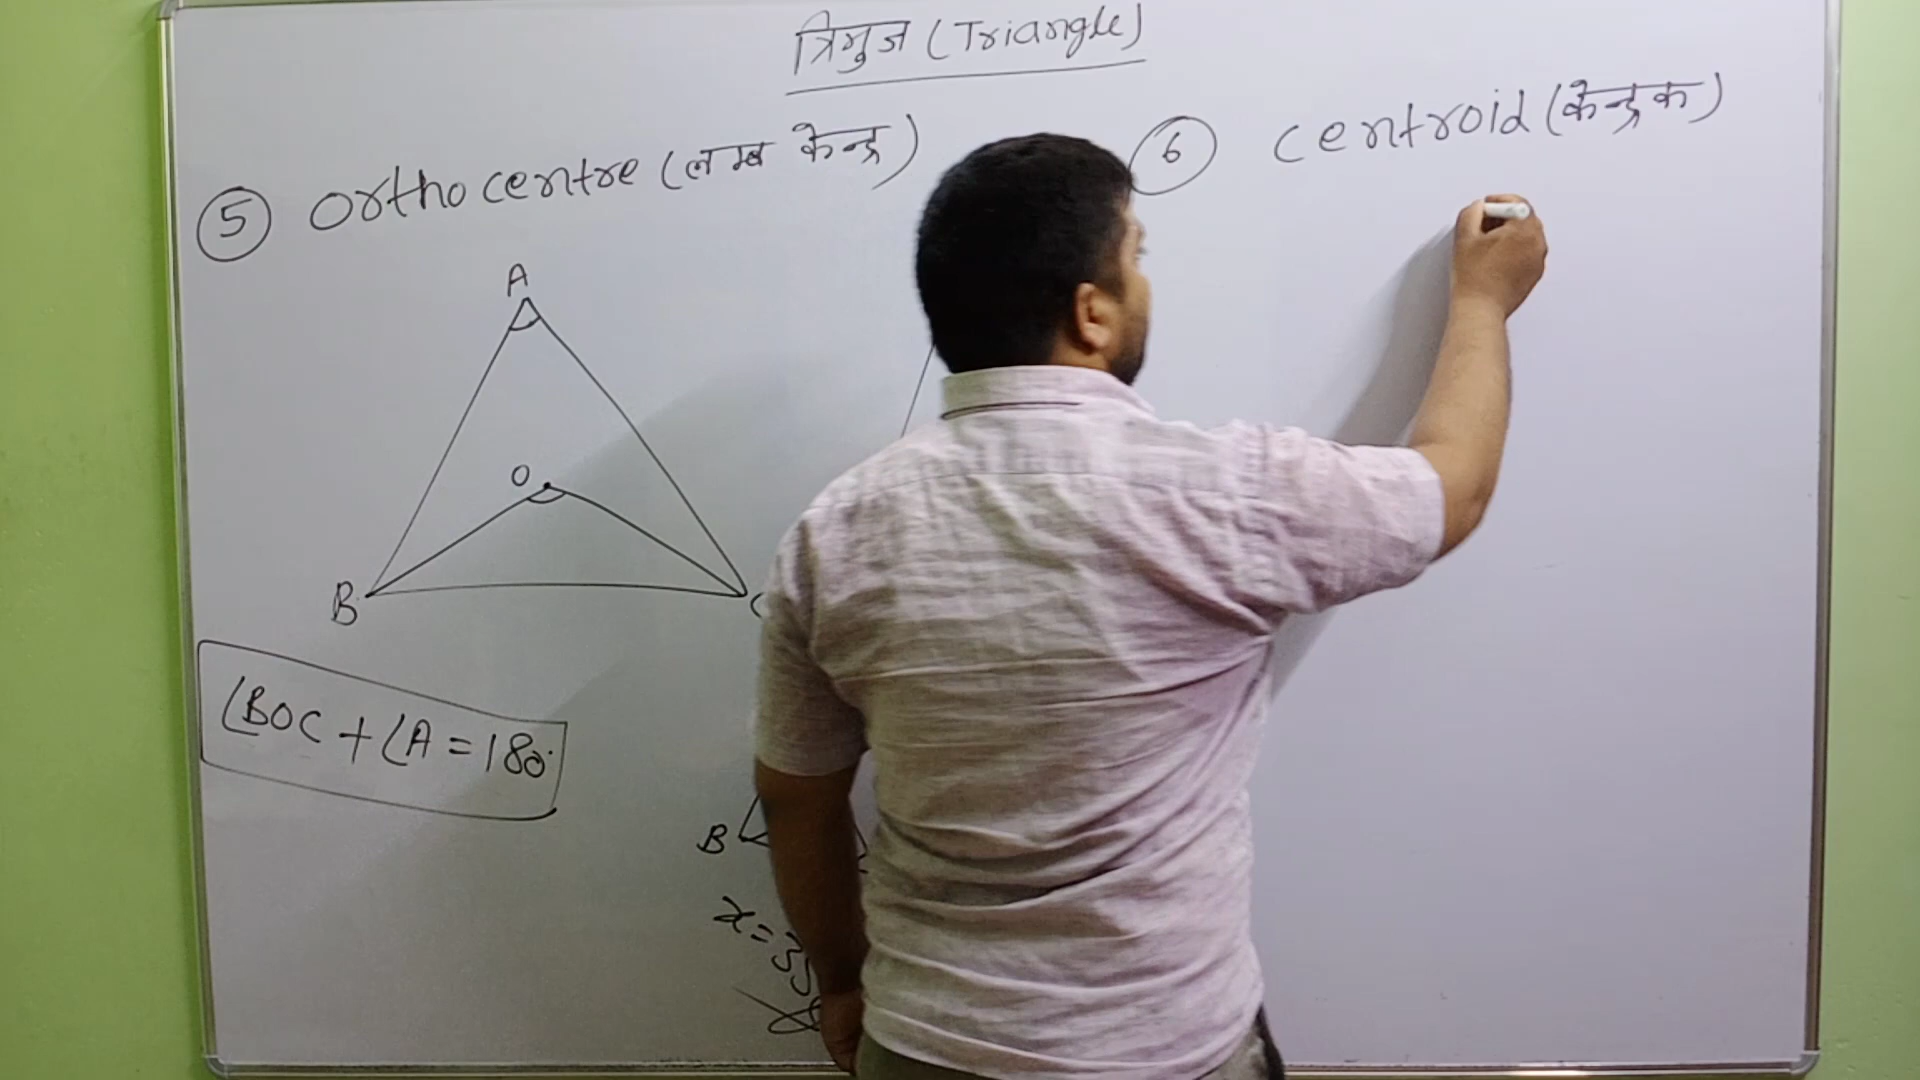 त्रिभुज (Triangle)
5 Orthocentre (लम्ब केन्द्र)
A
O
B
∠BOC + ∠A = 180°
B
x =
6 Centroid (केन्द्रक)